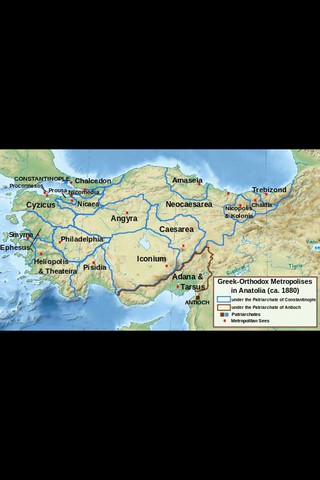 CONSTANTINOPLE
Chalcedon
Proconnesos
Prousa
Nicomedia
Nicaea
Cyzicus
Amaseia
Trebizond
Neocaesarea
Nicopolis
& Kolonia
Chaldia
Angyra
Caesarea
Smyrna
Ephesus
Philadelphia
Heliopolis
& Theateira
Pisidia
Iconium
Adana &
Tarsus
ANTIOCH
Tigris
Greek-Orthodox Metropolises
in Anatolia (ca. 1880)
under the Patriarchate of Constantinople
under the Patriarchate of Antioch
Patriarchates
Metropolitan Sees